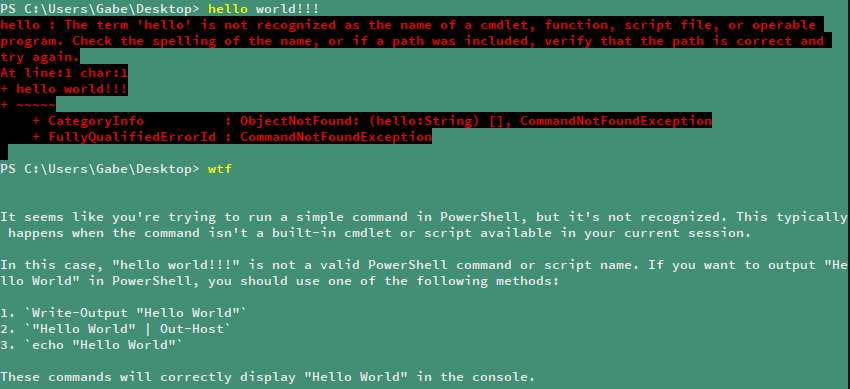 PS C:\Users\Gabe\Desktop> hello world!!!
hello : The term 'hello' is not recognized as the name of a cmdlet, function, script file, or operable
program. Check the spelling of the name, or if a path was included, verify that the path is correct and
try again.
At line:1 char:1
+ hello world!!!
+ ~~~~~
    + CategoryInfo          : ObjectNotFound: (hello:String) [], CommandNotFoundException
    + FullyQualifiedErrorId : CommandNotFoundException
PS C:\Users\Gabe\Desktop> wtf
It seems like you're trying to run a simple command in PowerShell, but it's not recognized. This typically
 happens when the command isn't a built-in cmdlet or script available in your current session.
In this case, "hello world!!!" is not a valid PowerShell command or script name. If you want to output "He
llo World" in PowerShell, you should use one of the following methods:
1. `Write-Output "Hello World"`
2. `"Hello World" | Out-Host`
3. `echo "Hello World"`
These commands will correctly display "Hello World" in the console.